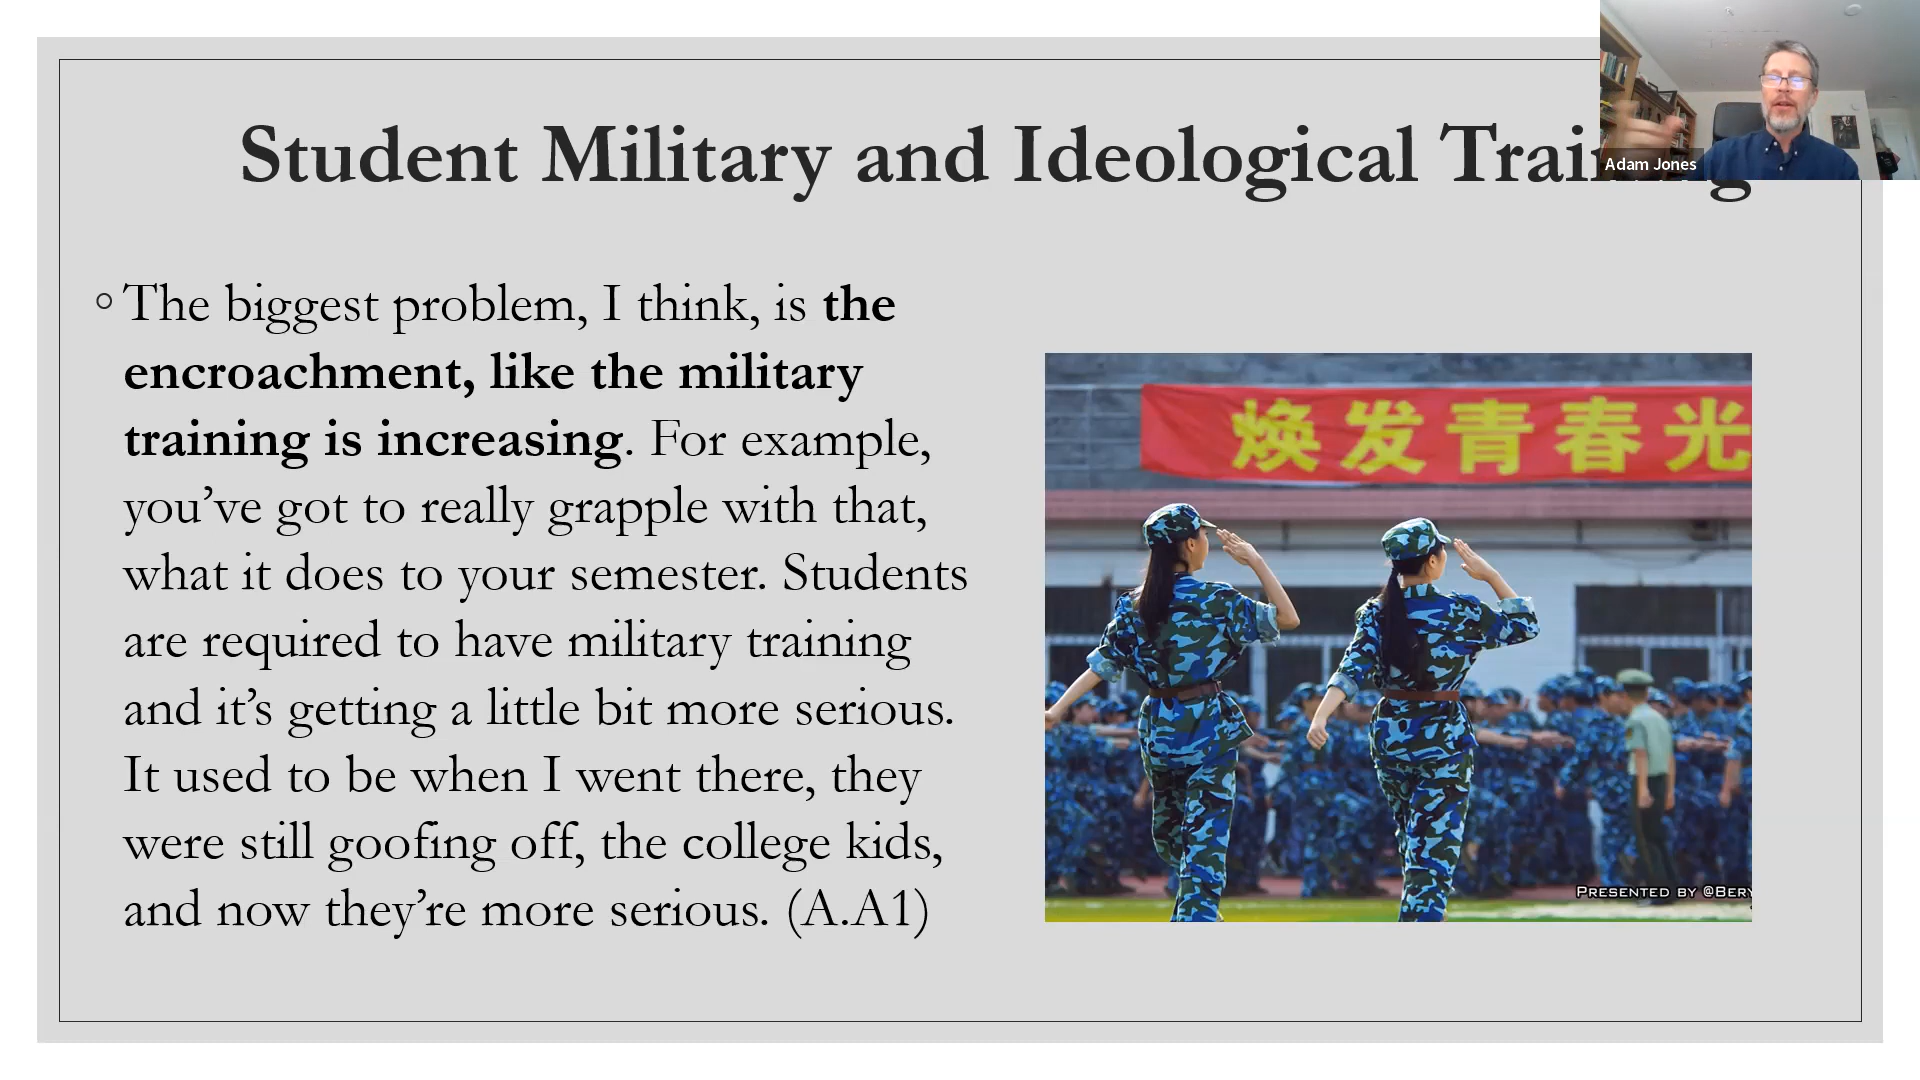 Student Military and Ideological Training
Adam Jones
◦ The biggest problem, I think, is the
encroachment, like the military
training is increasing. For example,
you’ve got to really grapple with that,
what it does to your semester. Students
are required to have military training
and it’s getting a little bit more serious.
It used to be when I went there, they
were still goofing off, the college kids,
and now they’re more serious. (A.A1)
焕发青春光
PRESENTED BY @BERY